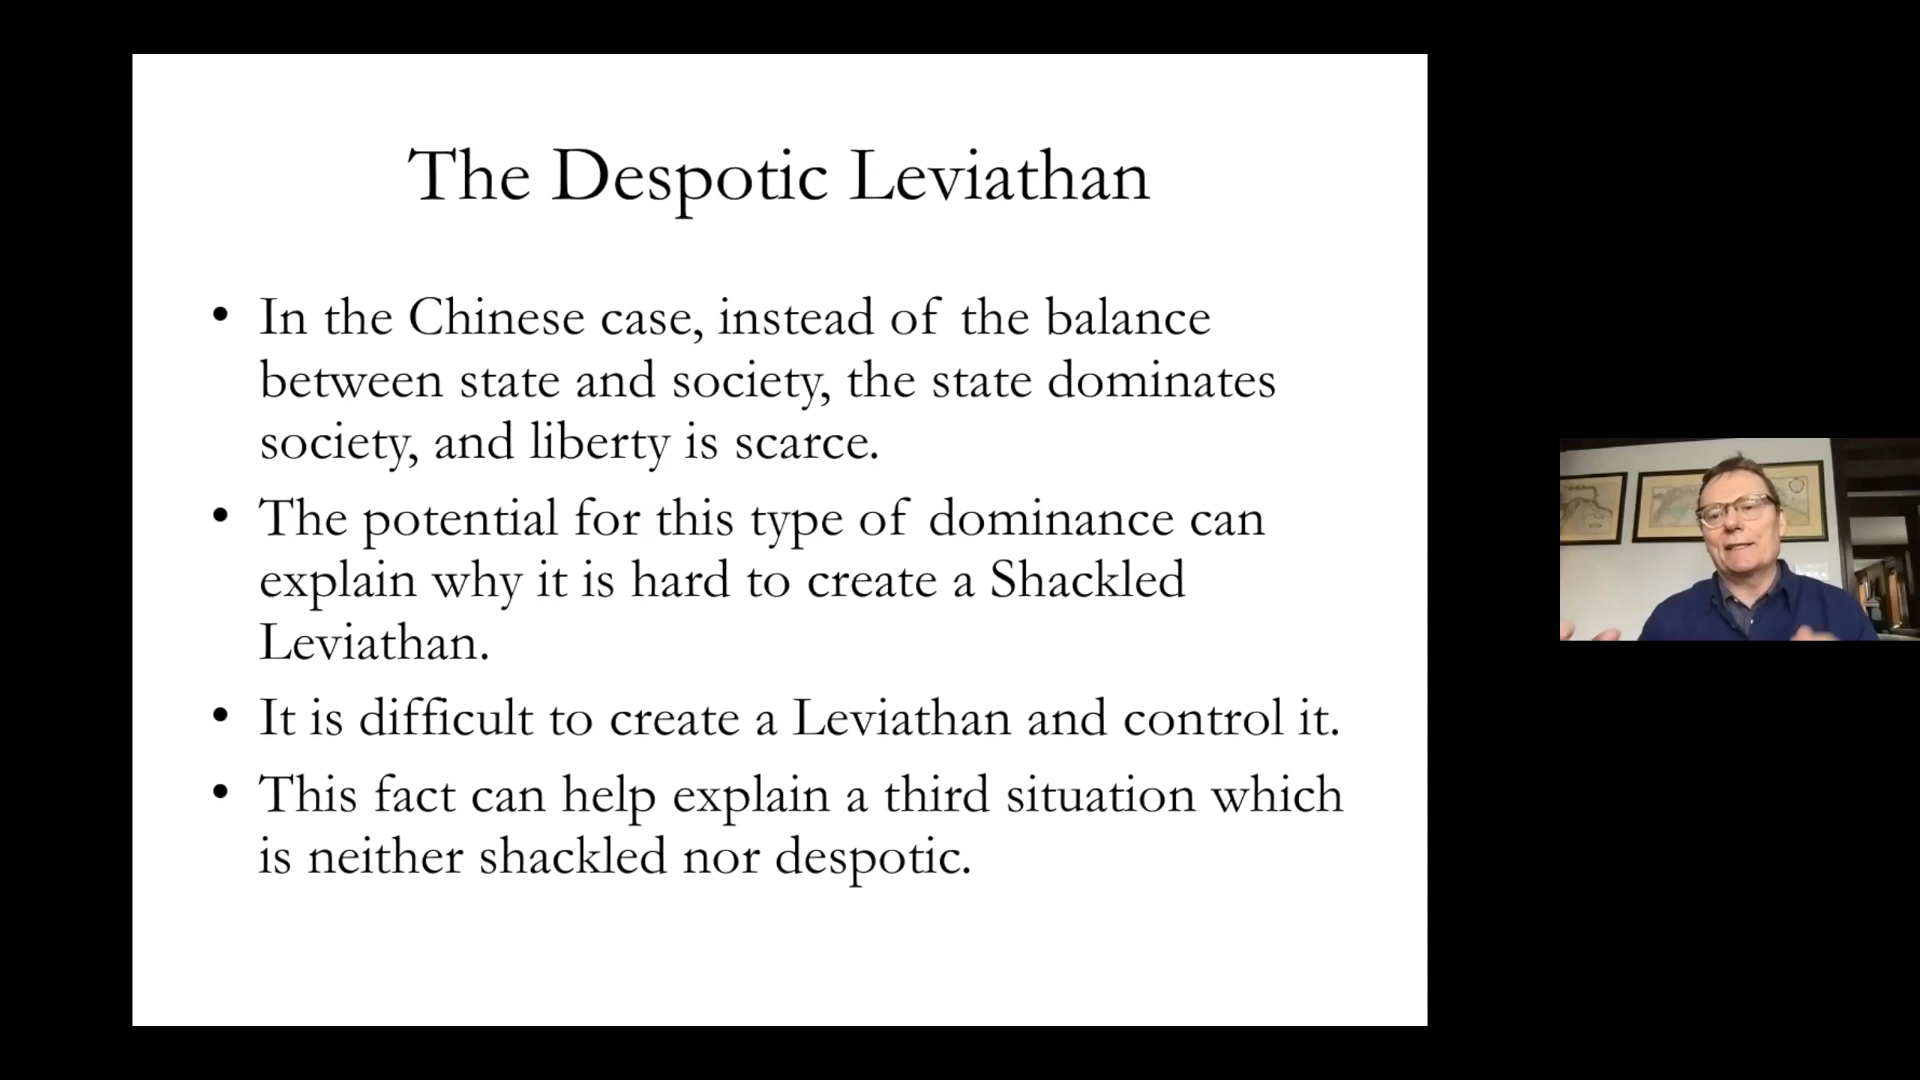 The Despotic Leviathan
• In the Chinese case, instead of the balance
between state and society, the state dominates
society, and liberty is scarce.
• The potential for this type of dominance can
explain why it is hard to create a Shackled
Leviathan.
• It is difficult to create a Leviathan and control it.
• This fact can help explain a third situation which
is neither shackled nor despotic.